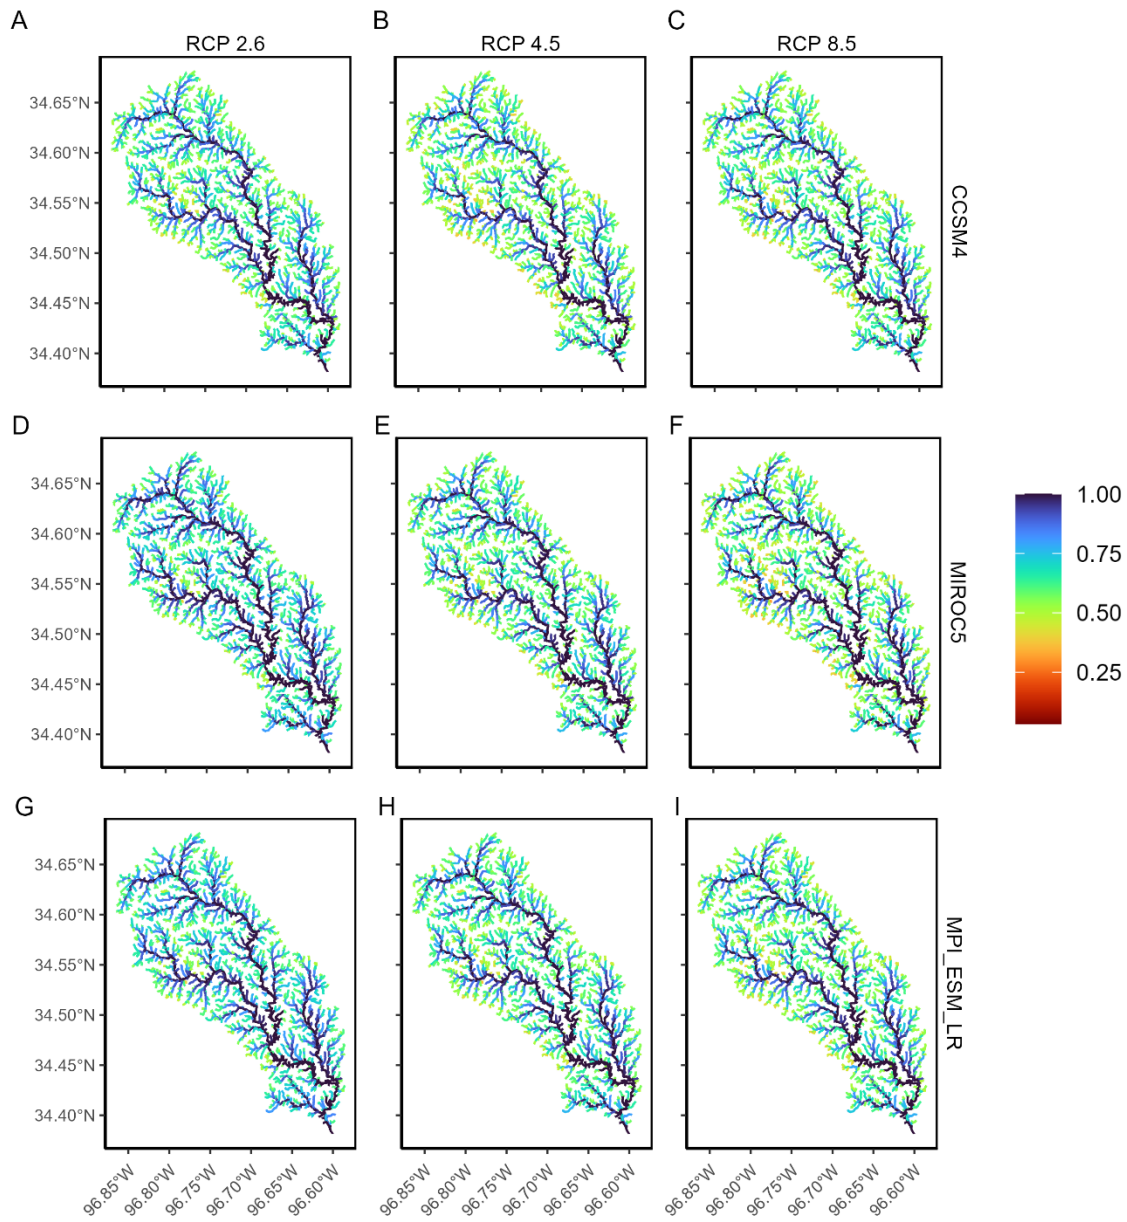 A
B
C
RCP 2.6
RCP 4.5
RCP 8.5
34.65°N
34.60°N
34.55°N
34.50°N
34.45°N
34.40°N
CCSM4
D
E
F
34.65°N
34.60°N
34.55°N
34.50°N
34.45°N
34.40°N
MIROC5
1.00
0.75
0.50
0.25
G
H
I
34.65°N
34.60°N
34.55°N
34.50°N
34.45°N
34.40°N
MPI_ESM_LR
96.85°W
96.80°W
96.75°W
96.70°W
96.65°W
96.60°W
96.85°W
96.80°W
96.75°W
96.70°W
96.65°W
96.60°W
96.85°W
96.80°W
96.75°W
96.70°W
96.65°W
96.60°W